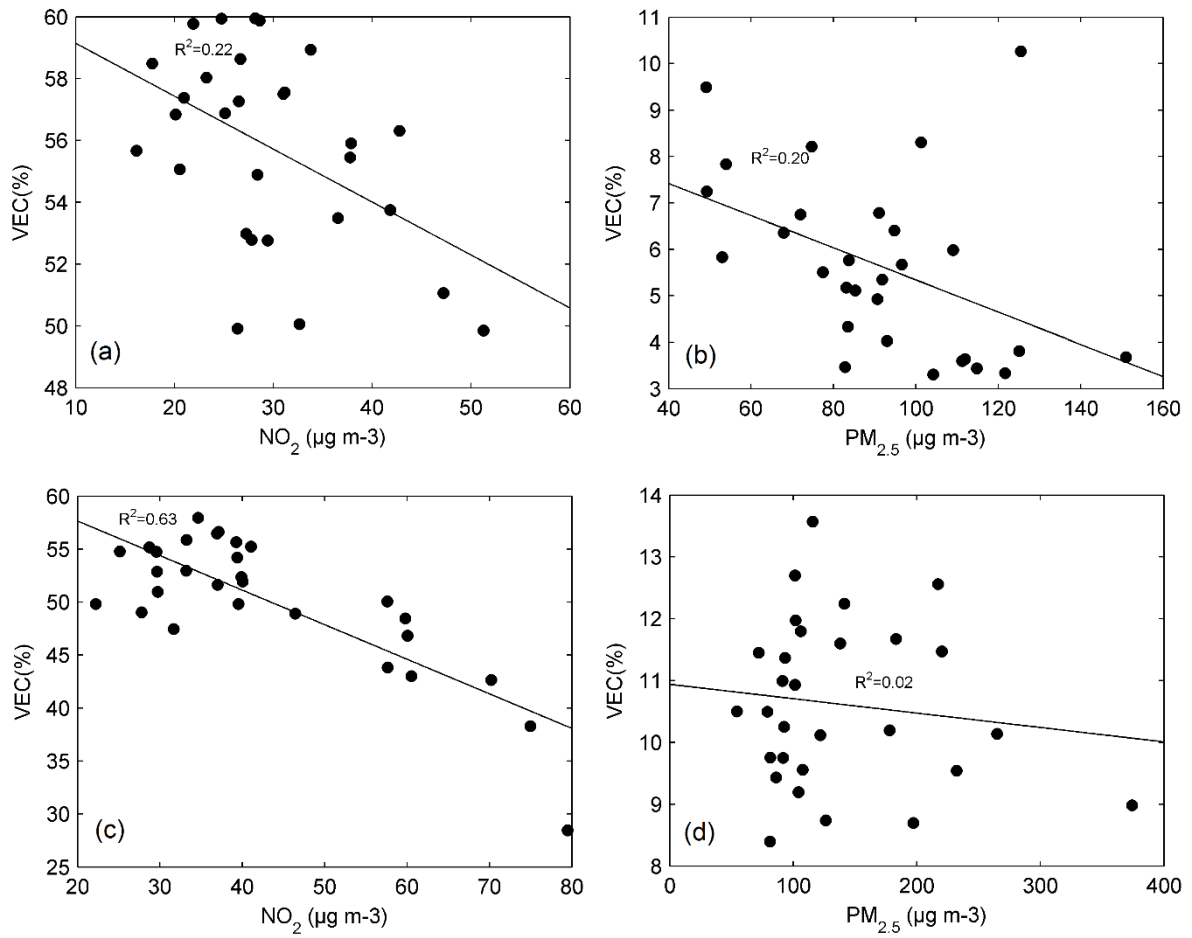 60
58
56
54
52
50
48
VEC(%)
R²=0.22
(a)
10 20 30 40 50 60
NO₂ (µg m-3)
11
10
9
8
7
6
5
4
3
VEC(%)
R²=0.20
(b)
40 60 80 100 120 140 160
PM₂.₅ (µg m-3)
60
55
50
45
40
35
30
25
VEC(%)
R²=0.63
(c)
20 30 40 50 60 70 80
NO₂ (µg m-3)
14
13
12
11
10
9
8
VEC(%)
R²=0.02
(d)
0 100 200 300 400
PM₂.₅ (µg m-3)